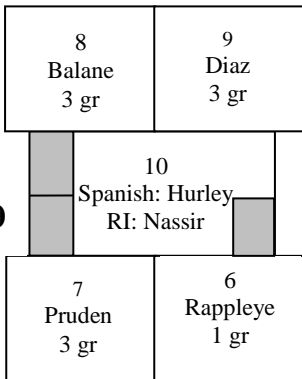 8
Balane
3 gr
9
Diaz
3 gr
10
Spanish: Hurley
RI: Nassir
7
Pruden
3 gr
6
Rappleye
1 gr